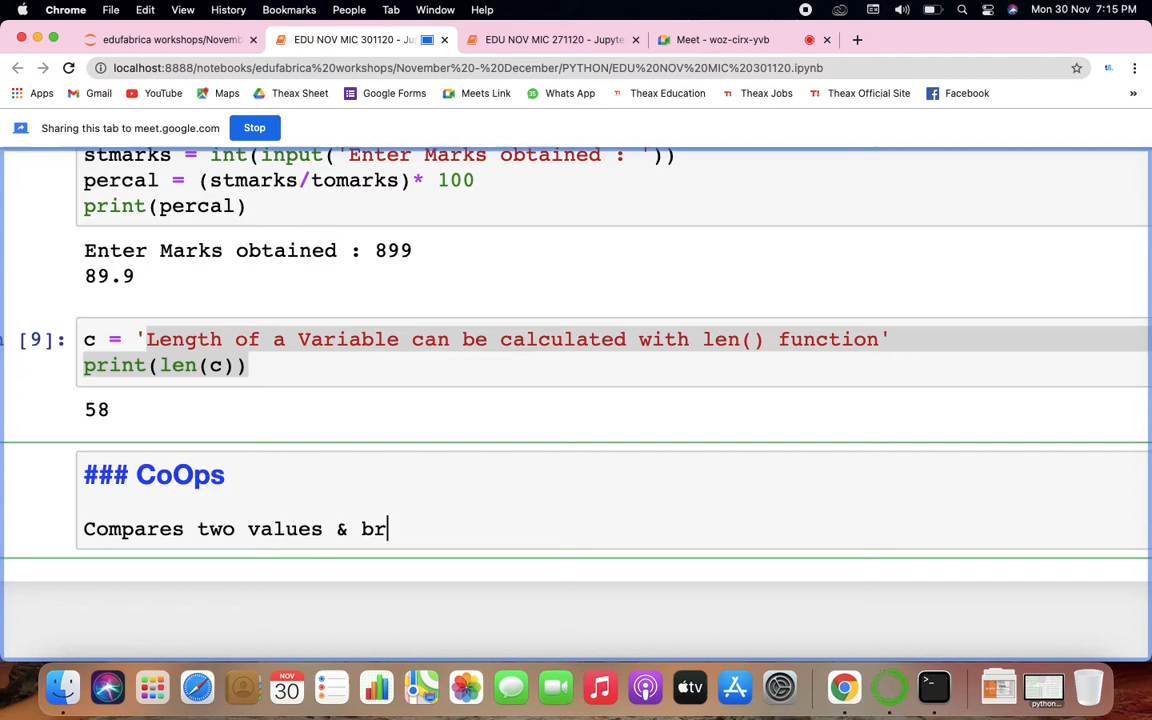 Chrome File Edit View History Bookmarks People Tab Window Help Mon 30 Nov 7:15 PM
edufabrica workshops/Novemb EDU NOV MIC 301120 - Ju EDU NOV MIC 271120 - Jupyte Meet - woz-cirx-yvb
localhost:8888/notebooks/edufabrica%20workshops/November%20-%20December/PYTHON/EDU%20NOV%20MIC%20301120.ipynb
Apps Gmail YouTube Maps Theax Sheet Google Forms Meets Link Whats App Theax Education Theax Jobs Theax Official Site Facebook »
Sharing this tab to meet.google.com Stop
stmarks = int(input('Enter Marks obtained : '))
percal = (stmarks/tomarks)* 100
print(percal)
Enter Marks obtained : 899
89.9
[9]: c = 'Length of a Variable can be calculated with len() function'
print(len(c))
58
### CoOps
Compares two values & br
NOV
30
tv
python...